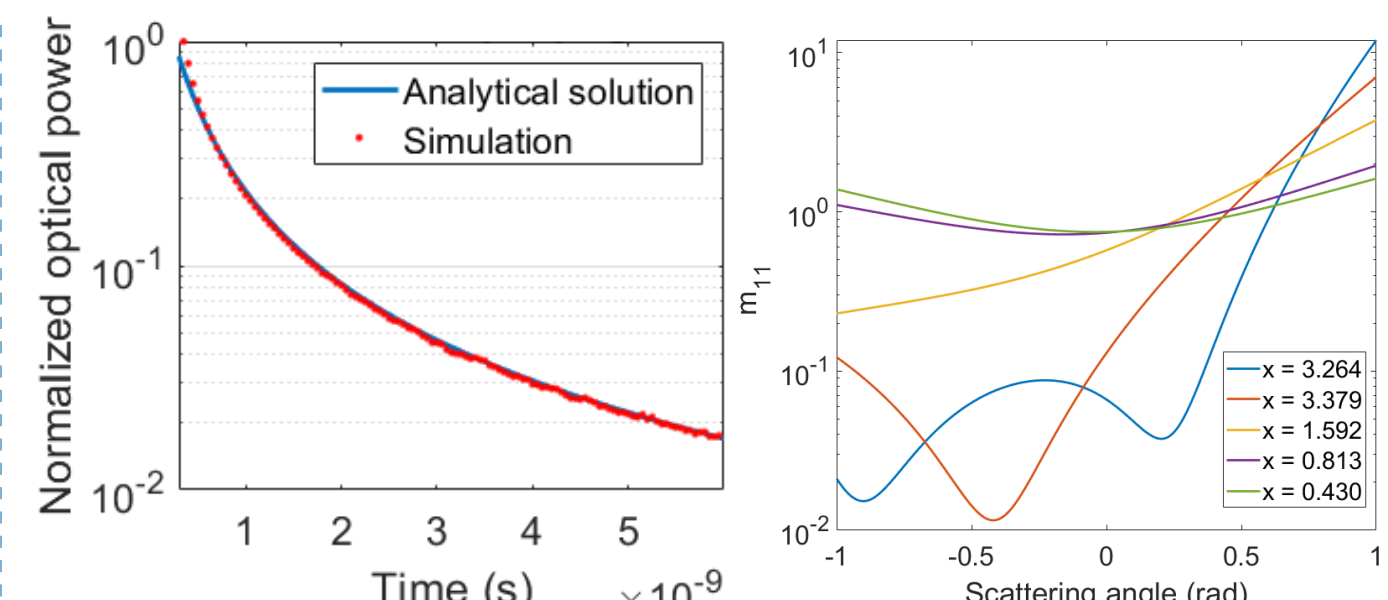 Normalized optical power
10^0
10^-1
10^-2
Analytical solution
Simulation
1 2 3 4 5
Time (s)
×10^-9
m_11
10^1
10^0
10^-1
10^-2
x = 3.264
x = 3.379
x = 1.592
x = 0.813
x = 0.430
-1 -0.5 0 0.5 1
Scattering angle (rad)